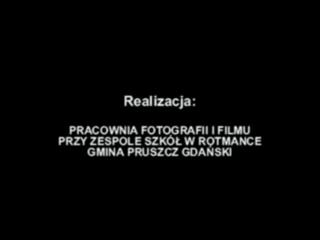 Realizacja:
PRACOWNIA FOTOGRAFII I FILMU
PRZY ZESPOLE SZKÓŁ W ROTMANCE
GMINA PRUSZCZ GDAŃSKI